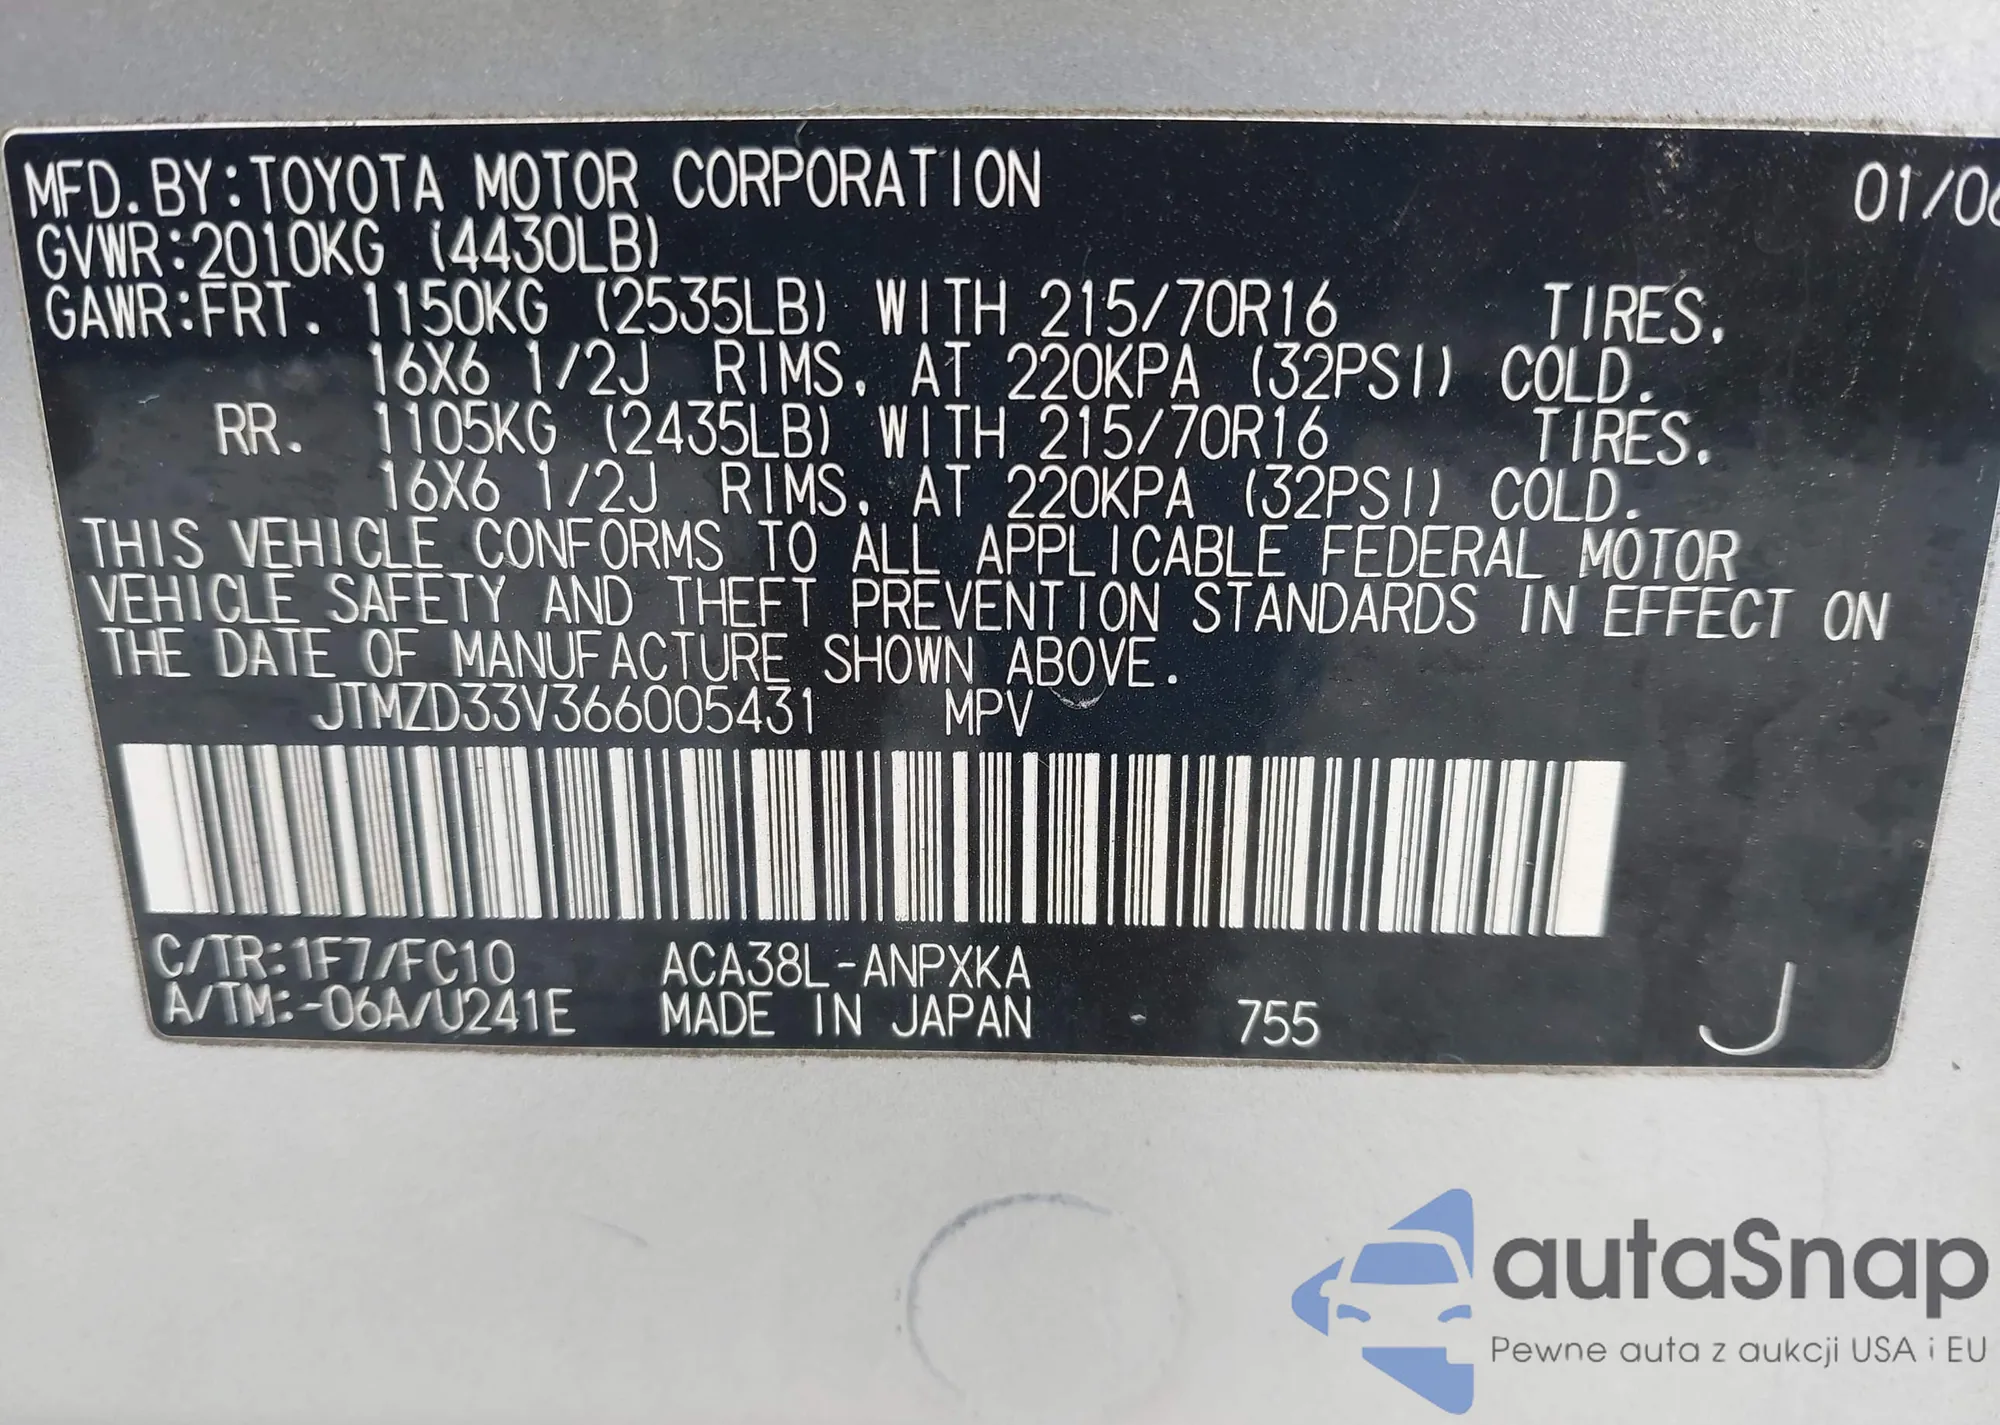 MFD. BY:TOYOTA MOTOR CORPORATION 01/06
GVWR:2010KG (4430LB)
GAWR:FRT. 1150KG (2535LB) WITH 215/70R16 TIRES,
16X6 1/2J RIMS, AT 220KPA (32PSI) COLD.
RR. 1105KG (2435LB) WITH 215/70R16 TIRES,
16X6 1/2J RIMS, AT 220KPA (32PSI) COLD.
THIS VEHICLE CONFORMS TO ALL APPLICABLE FEDERAL MOTOR
VEHICLE SAFETY AND THEFT PREVENTION STANDARDS IN EFFECT ON
THE DATE OF MANUFACTURE SHOWN ABOVE.
JTMZD33V366005431 MPV
C/TR:1F7/FC10 ACA38L-ANPXKA
A/TM:-06A/U241E MADE IN JAPAN 755 J
autaSnap
Pewne auta z aukcji USA i EU